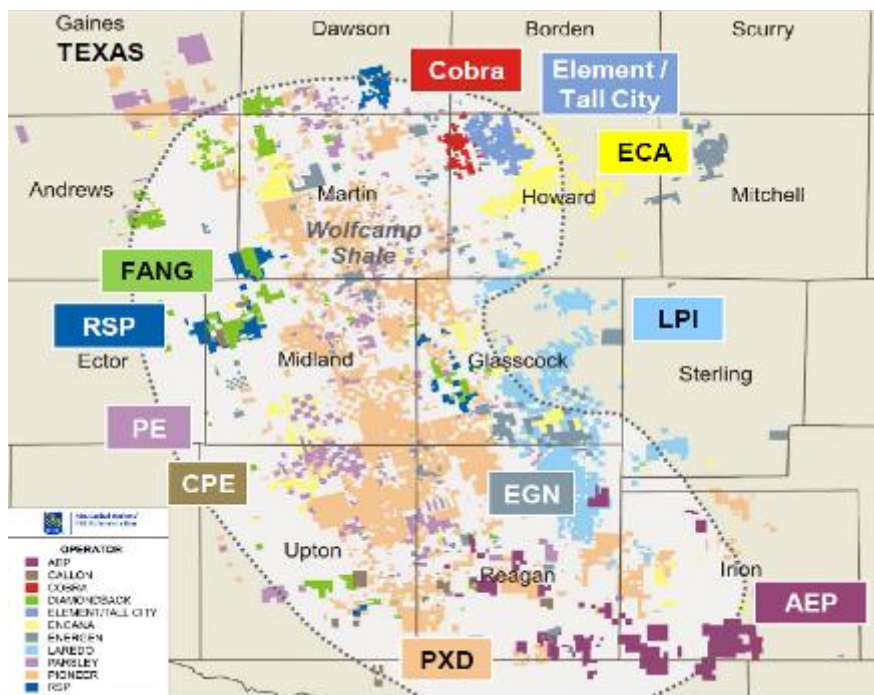 Gaines
TEXAS
Dawson
Borden
Scurry
Cobra
Element /
Tall City
ECA
Andrews
Martin
Howard
Mitchell
Wolfcamp
Shale
FANG
RSP
LPI
Ector
Midland
Glasscock
Sterling
PE
CPE
EGN
Upton
Reagan
Irion
AEP
PXD
OPERATOR
AEP
CALLON
COBRA
DIAMONDBACK
ELEMENT/TALL CITY
ENCANA
ENERGEN
LAREDO
PARSLEY
PIONEER
RSP